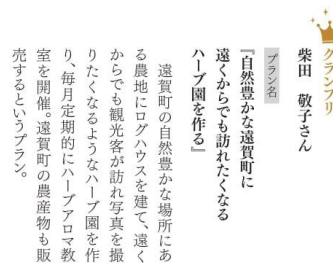 グランプリ
柴田　敬子さん
プラン名
『自然豊かな遠賀町に
遠くからでも訪れたくなる
ハーブ園を作る』
　遠賀町の自然豊かな場所にあ
る農地にログハウスを建て、遠く
からでも観光客が訪れ写真を撮
りたくなるようなハーブ園を作
り、毎月定期的にハーブアロマ教
室を開催。遠賀町の農産物も販
売するというプラン。